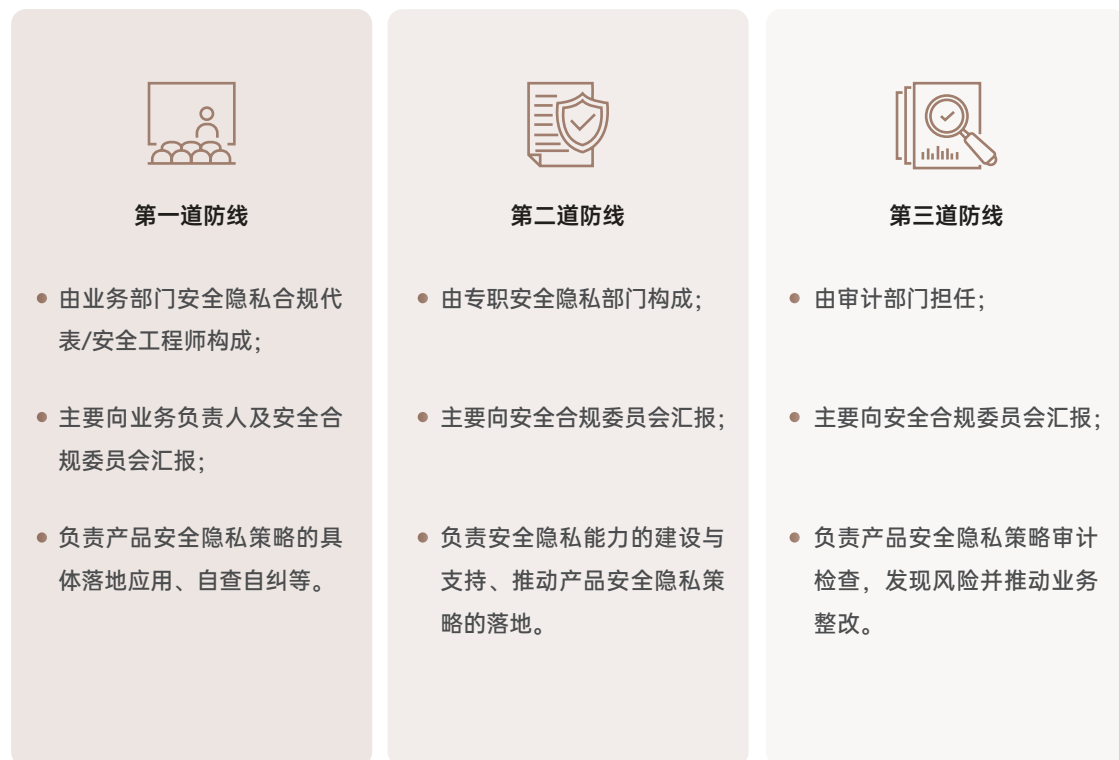 第一道防线
由业务部门安全隐私合规代
表/安全工程师构成；
主要向业务负责人及安全合
规委员会汇报；
负责产品安全隐私策略的具
体落地应用、自查自纠等。
第二道防线
由专职安全隐私部门构成；
主要向安全合规委员会汇报；
负责安全隐私能力的建设与
支持、推动产品安全隐私策
略的落地。
第三道防线
由审计部门担任；
主要向安全合规委员会汇报；
负责产品安全隐私策略审计
检查，发现风险并推动业务
整改。